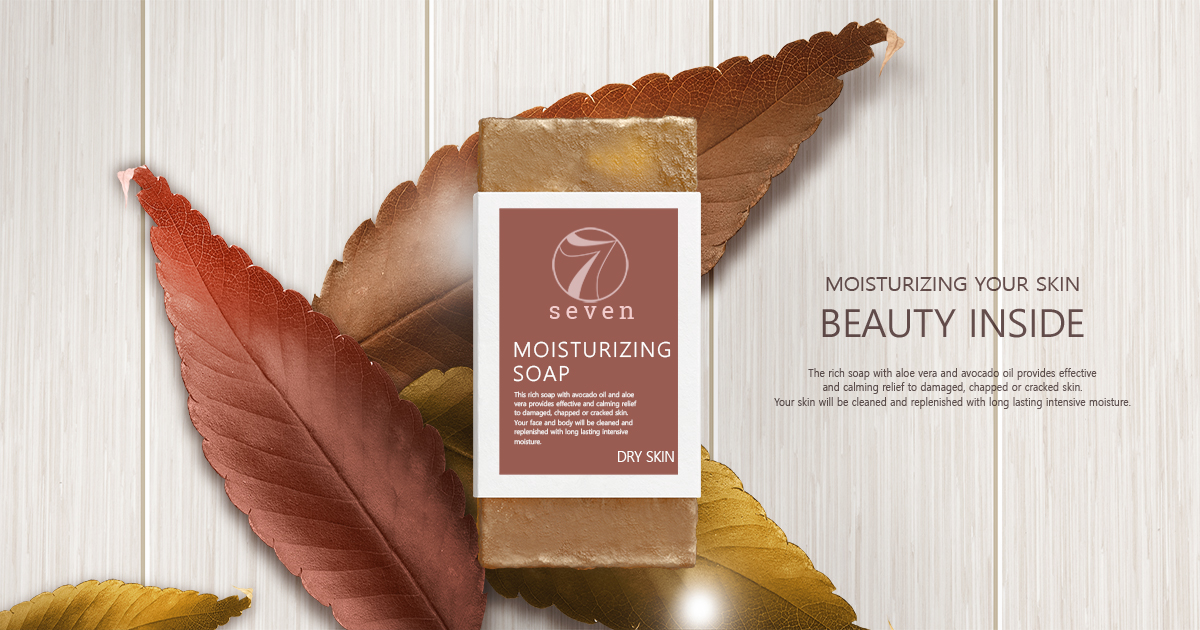 7
seven
MOISTURIZING
SOAP
This rich soap with avocado oil and aloe
vera provides effective and calming relief
to damaged, chapped or cracked skin.
Your face and body will be cleaned and
replenished with long lasting intensive
moisture.
DRY SKIN
MOISTURIZING YOUR SKIN
BEAUTY INSIDE
The rich soap with aloe vera and avocado oil provides effective
and calming relief to damaged, chapped or cracked skin.
Your skin will be cleaned and replenished with long lasting intensive moisture.